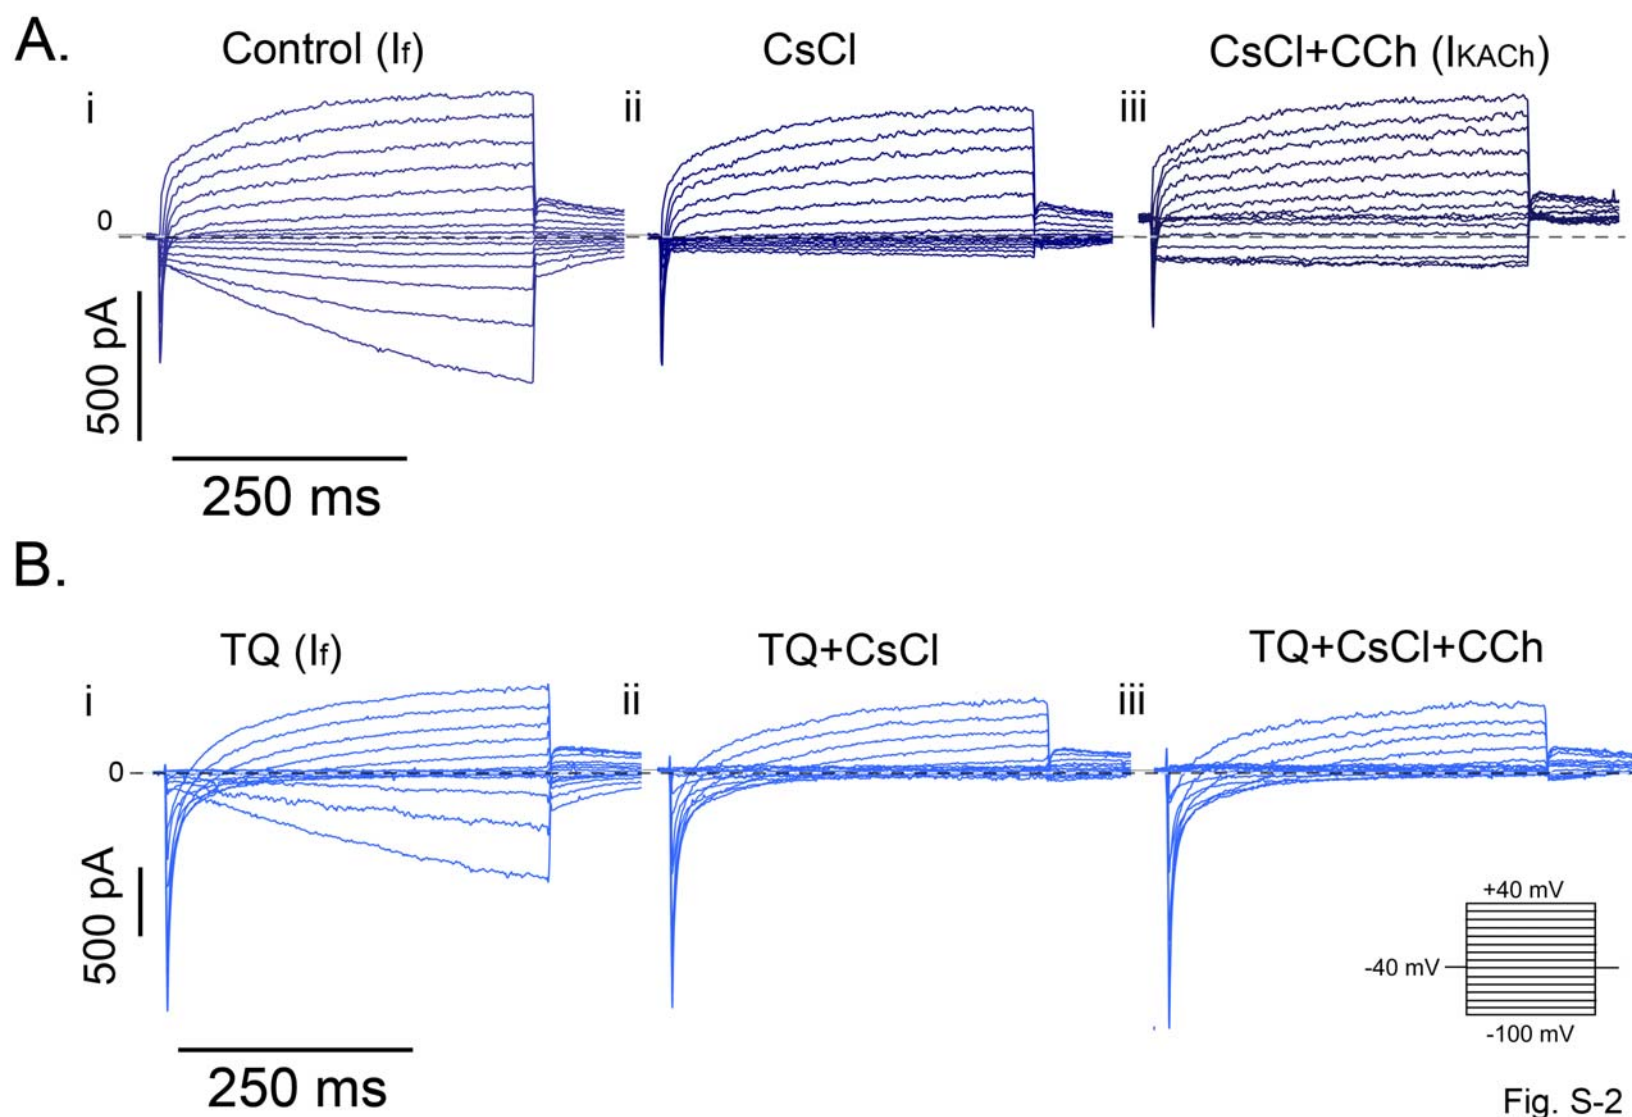 A.
Control (If)
CsCl
CsCl+CCh (IKACh)
i
ii
iii
0
500 pA
250 ms
B.
TQ (If)
TQ+CsCl
TQ+CsCl+CCh
i
ii
iii
0
500 pA
+40 mV
-40 mV
-100 mV
250 ms
Fig. S-2